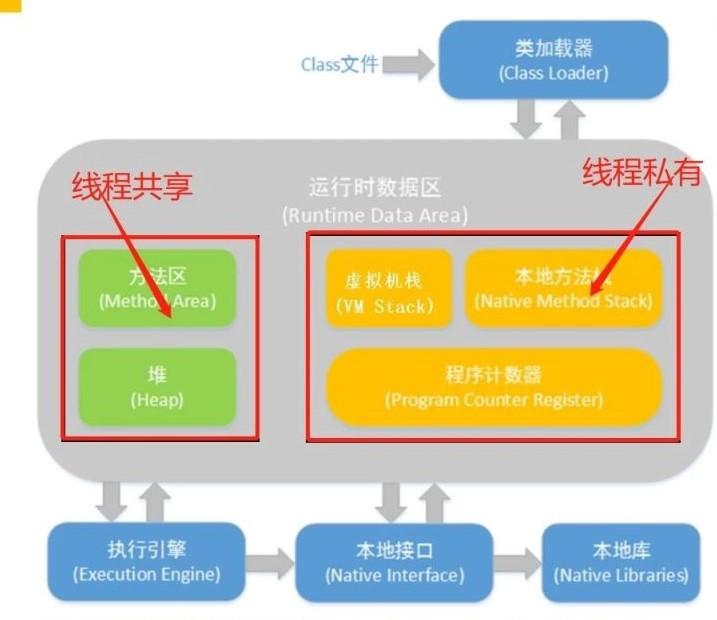 Class文件
类加载器
(Class Loader)
线程共享
线程私有
运行时数据区
(Runtime Data Area)
方法区
(Method Area)
虚拟机栈
(VM Stack)
本地方法栈
(Native Method Stack)
堆
(Heap)
程序计数器
(Program Counter Register)
执行引擎
(Execution Engine)
本地接口
(Native Interface)
本地库
(Native Libraries)